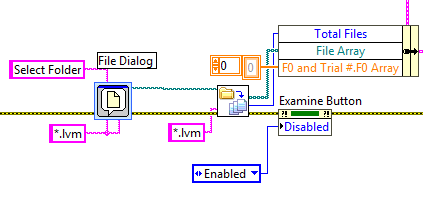 Total Files
File Dialog
File Array
Select Folder
0
0
F0 and Trial #.F0 Array
Examine Button
*.lvm
*.lvm
Disabled
Enabled